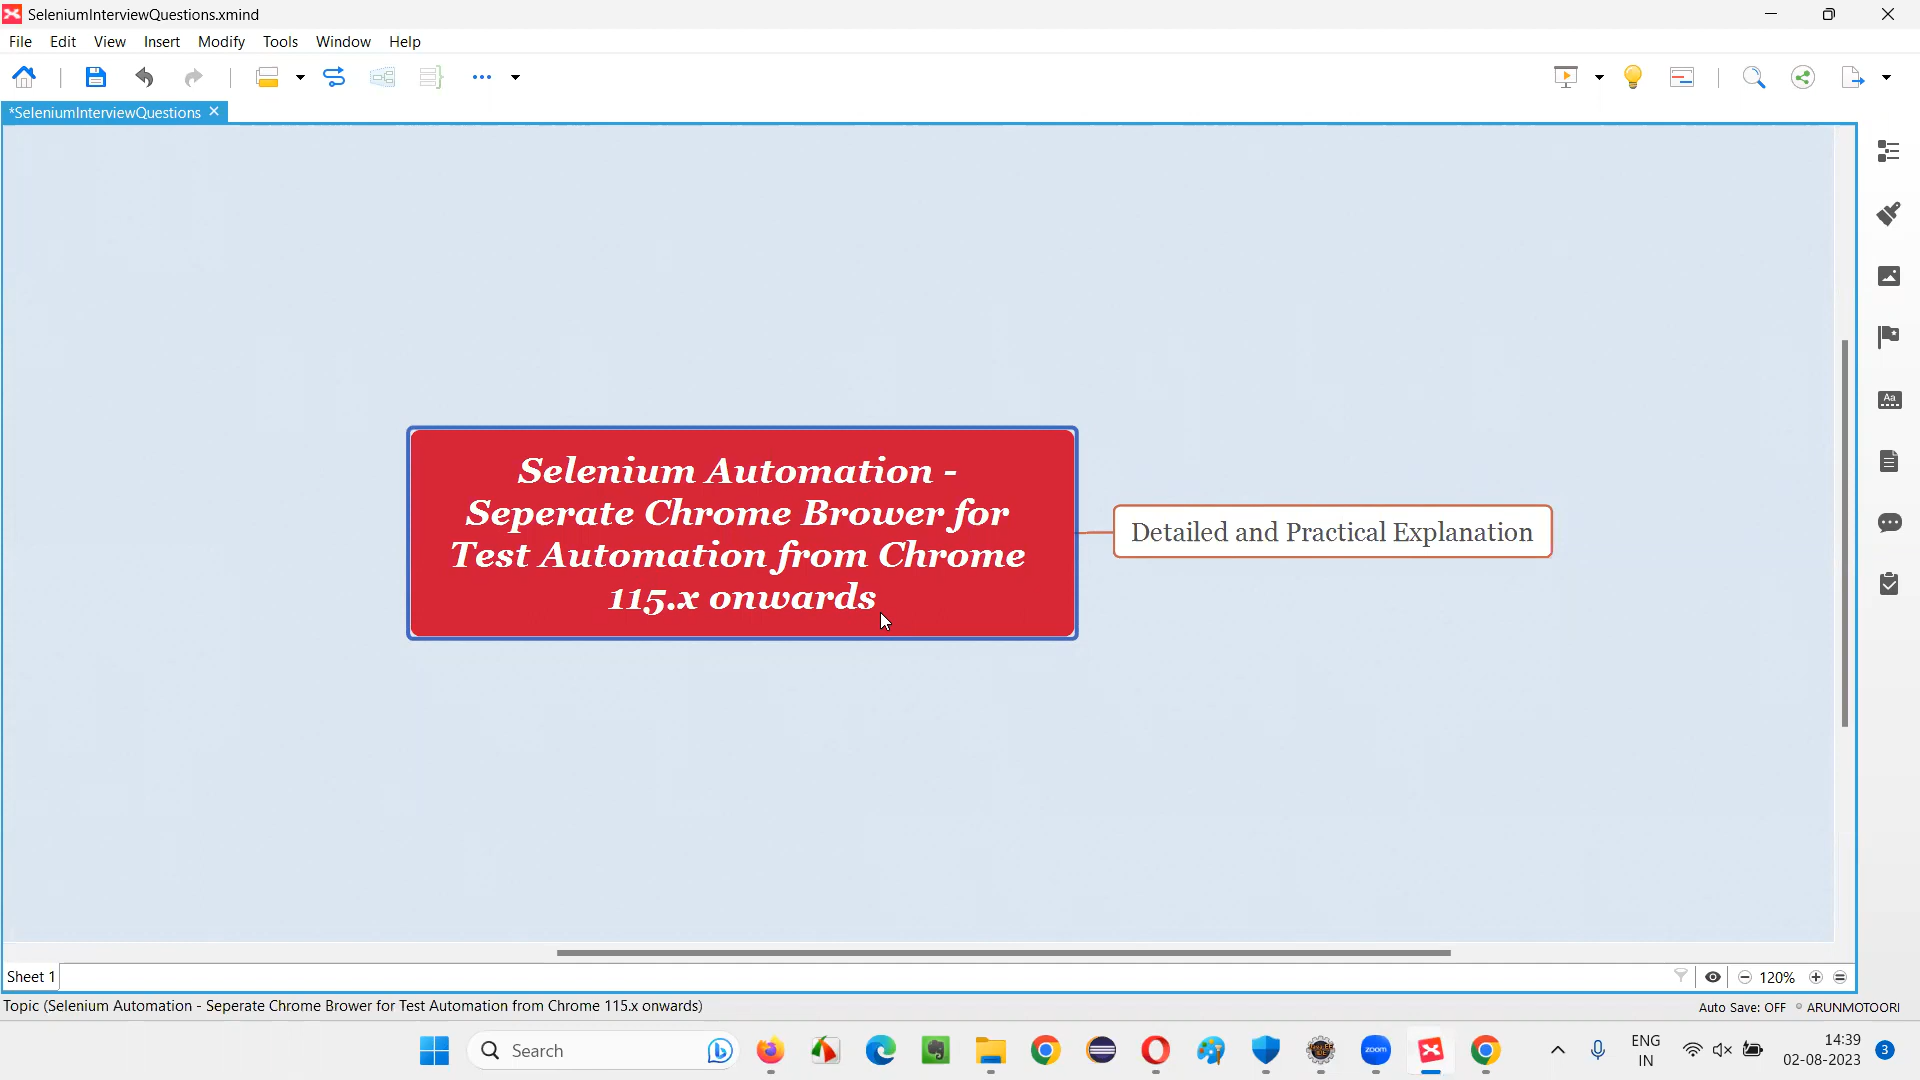 SeleniumInterviewQuestions.xmind
File Edit View Insert Modify Tools Window Help
*SeleniumInterviewQuestions
Selenium Automation -
Seperate Chrome Brower for
Test Automation from Chrome
115.x onwards
Detailed and Practical Explanation
Aa
Sheet 1
120%
Topic (Selenium Automation - Seperate Chrome Brower for Test Automation from Chrome 115.x onwards)
Auto Save: OFF ARUNMOTOORI
Search
zoom
ENG
IN
14:39
02-08-2023
3